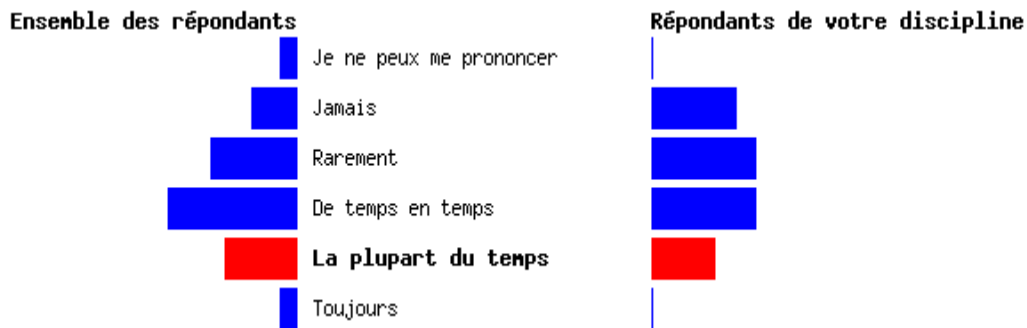 Ensemble des répondants
Répondants de votre discipline
Je ne peux me prononcer
Jamais
Rarement
De temps en temps
La plupart du temps
Toujours